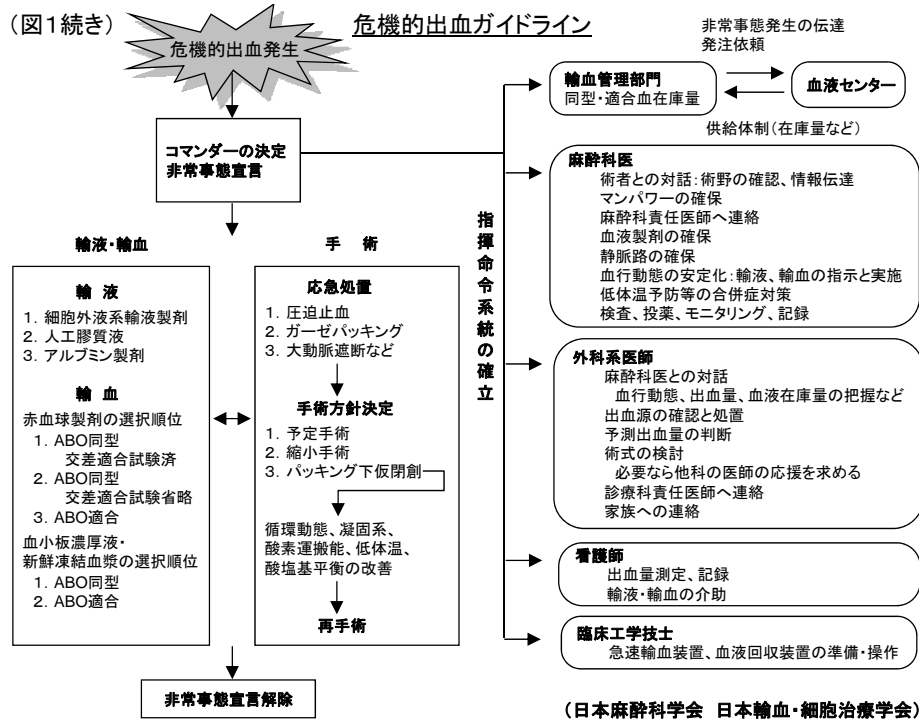 (図1続き)
危機的出血ガイドライン
危機的出血発生
コマンダーの決定
非常事態宣言
輸液・輸血
輸 液
1. 細胞外液系輸液製剤
2. 人工膠質液
3. アルブミン製剤
輸 血
赤血球製剤の選択順位
1. ABO同型
交差適合試験済
2. ABO同型
交差適合試験省略
3. ABO適合
血小板濃厚液・
新鮮凍結血漿の選択順位
1. ABO同型
2. ABO適合
手 術
応急処置
1. 圧迫止血
2. ガーゼパッキング
3. 大動脈遮断など
手術方針決定
1. 予定手術
2. 縮小手術
3. パッキング下仮閉創
循環動態、凝固系、
酸素運搬能、低体温、
酸塩基平衡の改善
再手術
非常事態宣言解除
指揮命令系統の確立
非常事態発生の伝達
発注依頼
輸血管理部門
同型・適合血在庫量
血液センター
供給体制(在庫量など)
麻酔科医
術者との対話:術野の確認、情報伝達
マンパワーの確保
麻酔科責任医師へ連絡
血液製剤の確保
静脈路の確保
血行動態の安定化:輸液、輸血の指示と実施
低体温予防等の合併症対策
検査、投薬、モニタリング、記録
外科系医師
麻酔科医との対話
血行動態、出血量、血液在庫量の把握など
出血源の確認と処置
予測出血量の判断
術式の検討
必要なら他科の医師の応援を求める
診療科責任医師へ連絡
家族への連絡
看護師
出血量測定、記録
輸液・輸血の介助
臨床工学技士
急速輸血装置、血液回収装置の準備・操作
(日本麻酔科学会 日本輸血・細胞治療学会)